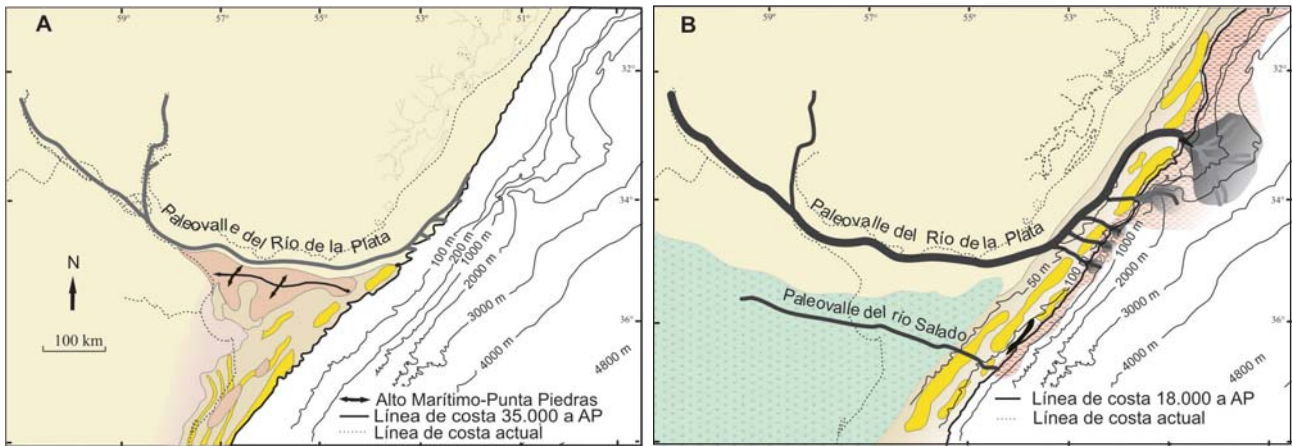 A
59°
57°
55°
53°
51°
32°
34°
36°
Paleovalle del Río de la Plata
N
100 km
100 m
200 m
1000 m
2000 m
3000 m
4000 m
4800 m
Alto Marítimo-Punta Piedras
Línea de costa 35.000 a AP
Línea de costa actual
B
59°
57°
55°
53°
32°
34°
36°
Paleovalle del Río de la Plata
Paleovalle del río Salado
50 m
100
1000 m
2000 m
3000 m
4000 m
4800 m
Línea de costa 18.000 a AP
Línea de costa actual